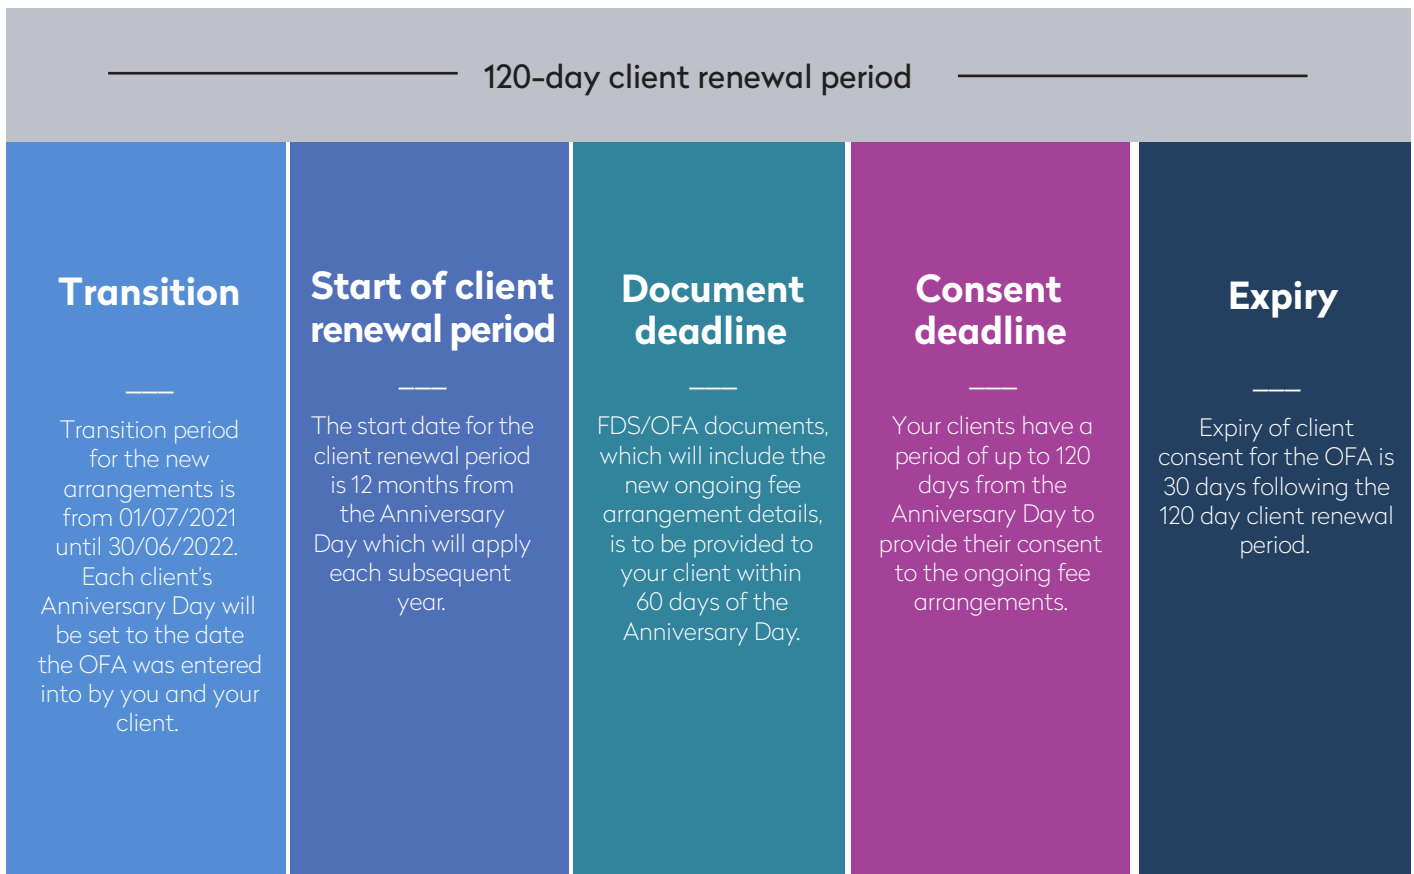 120-day client renewal period
Transition
Transition period
for the new
arrangements is
from 01/07/2021
until 30/06/2022.
Each client's
Anniversary Day will
be set to the date
the OFA was entered
into by you and your
client.
Start of client
renewal period
The start date for the
client renewal period
is 12 months from
the Anniversary
Day which will apply
each subsequent
year.
Document
deadline
FDS/OFA documents,
which will include the
new ongoing fee
arrangement details,
is to be provided to
your client within
60 days of the
Anniversary Day.
Consent
deadline
Your clients have a
period of up to 120
days from the
Anniversary Day to
provide their consent
to the ongoing fee
arrangements.
Expiry
Expiry of client
consent for the OFA is
30 days following the
120 day client renewal
period.